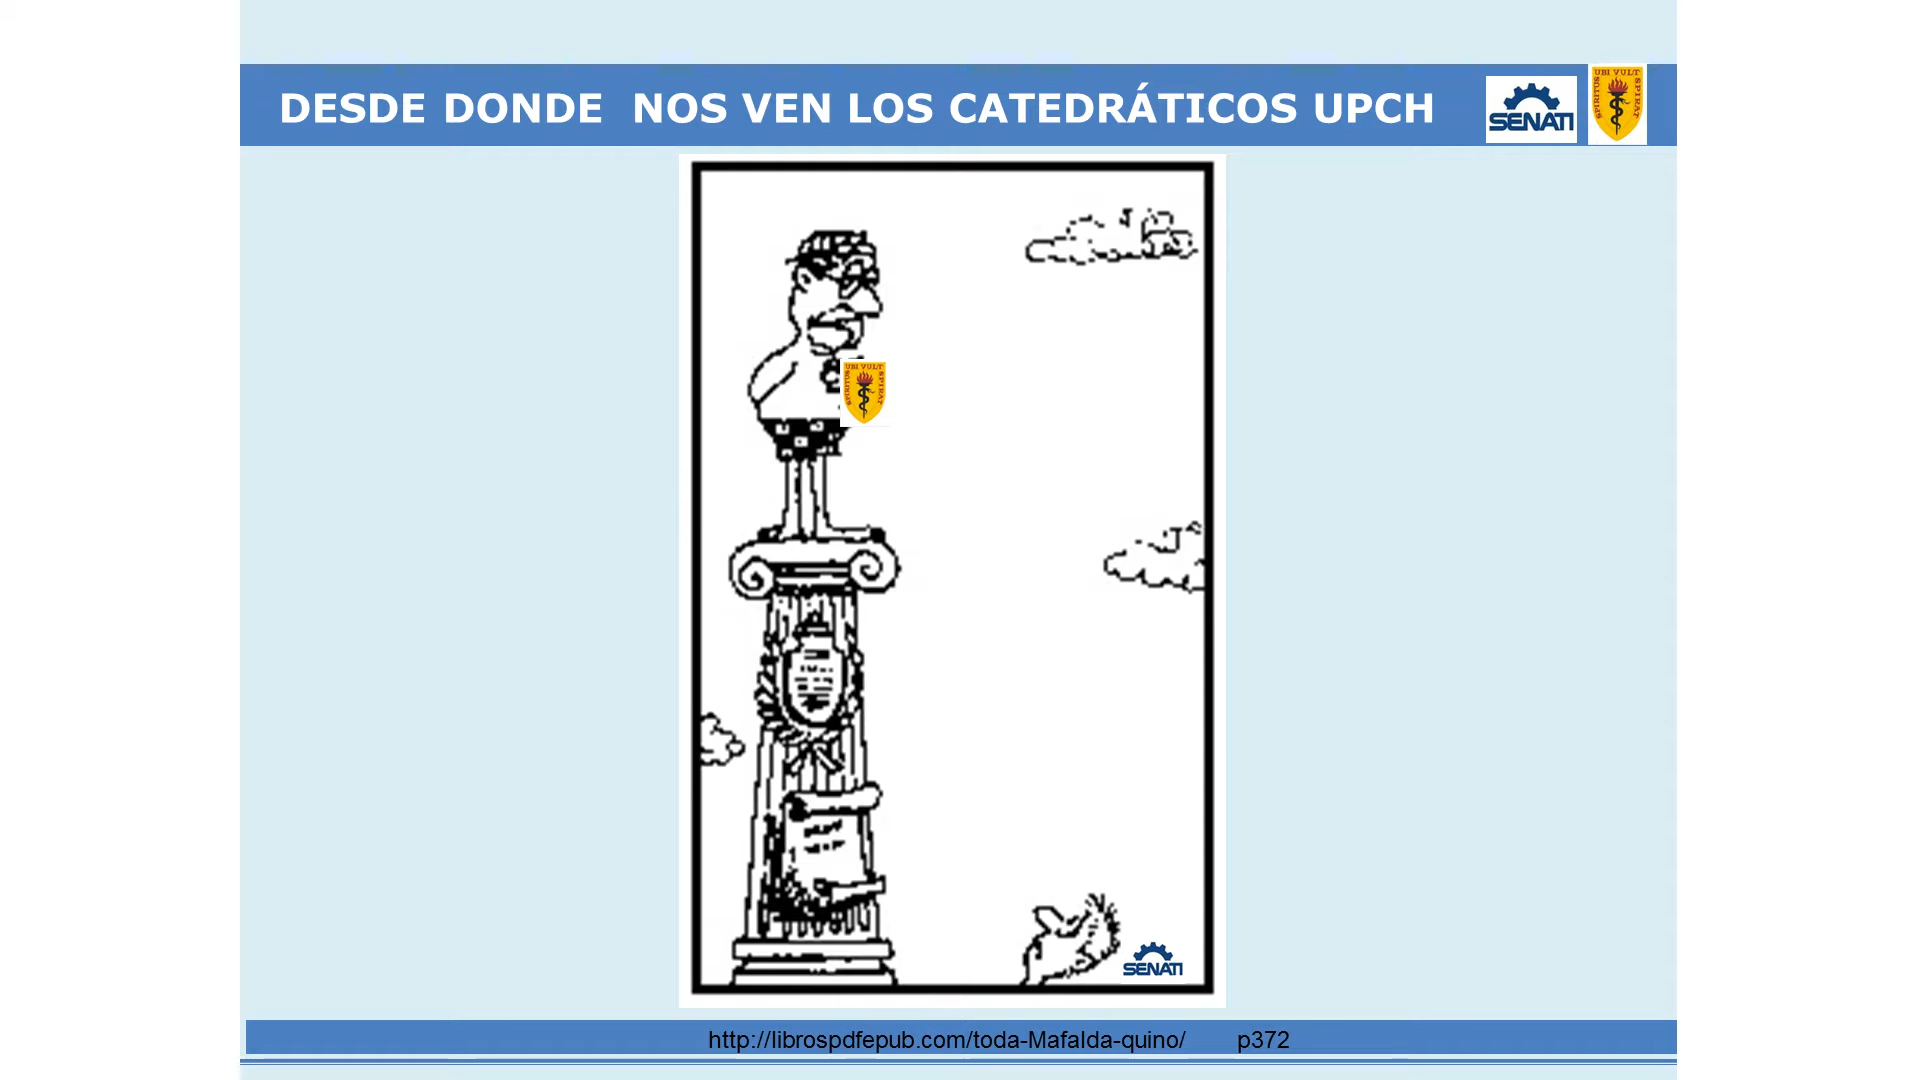 DESDE DONDE  NOS VEN LOS CATEDRÁTICOS UPCH
SENATI
SPIRITUS UBI VULT SPIRAT
SPIRITUS UBI VULT SPIRAT
SENATI
http://librospdfepub.com/toda-Mafalda-quino/ p372